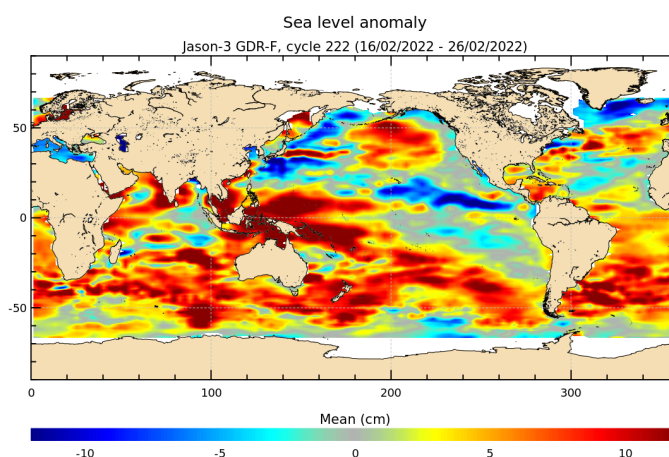 Sea level anomaly
Jason-3 GDR-F, cycle 222 (16/02/2022 - 26/02/2022)
50
0
-50
0 100 200 300
Mean (cm)
-10 -5 0 5 10